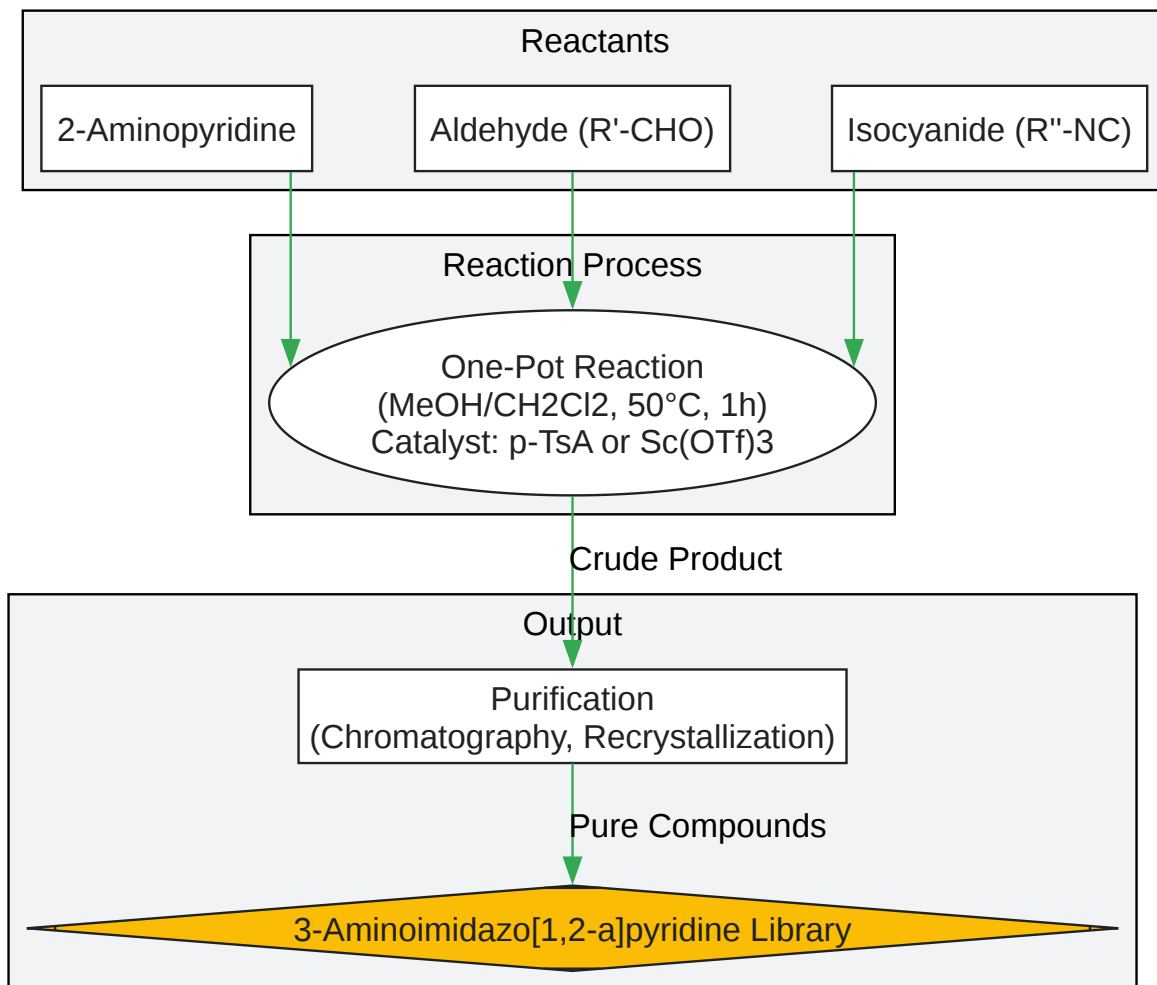 Reactants
2-Aminopyridine
Aldehyde (R'-CHO)
Isocyanide (R''-NC)
Reaction Process
One-Pot Reaction
(MeOH/CH2Cl2, 50°C, 1h)
Catalyst: p-TsA or Sc(OTf)3
Crude Product
Output
Purification
(Chromatography, Recrystallization)
Pure Compounds
3-Aminoimidazo[1,2-a]pyridine Library